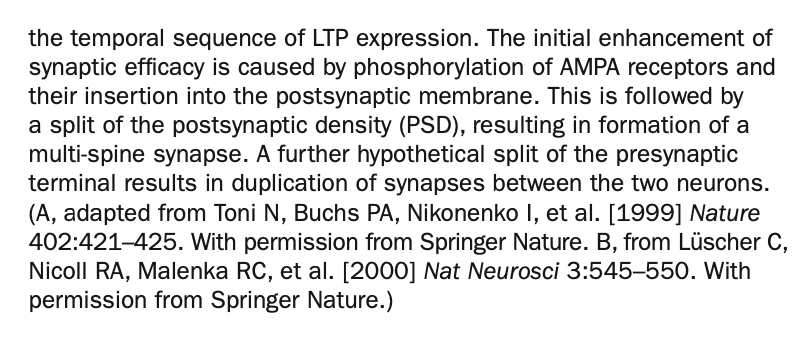 the temporal sequence of LTP expression. The initial enhancement of
synaptic efficacy is caused by phosphorylation of AMPA receptors and
their insertion into the postsynaptic membrane. This is followed by
a split of the postsynaptic density (PSD), resulting in formation of a
multi-spine synapse. A further hypothetical split of the presynaptic
terminal results in duplication of synapses between the two neurons.
(A, adapted from Toni N, Buchs PA, Nikonenko I, et al. [1999] Nature
402:421–425. With permission from Springer Nature. B, from Lüscher C,
Nicoll RA, Malenka RC, et al. [2000] Nat Neurosci 3:545–550. With
permission from Springer Nature.)